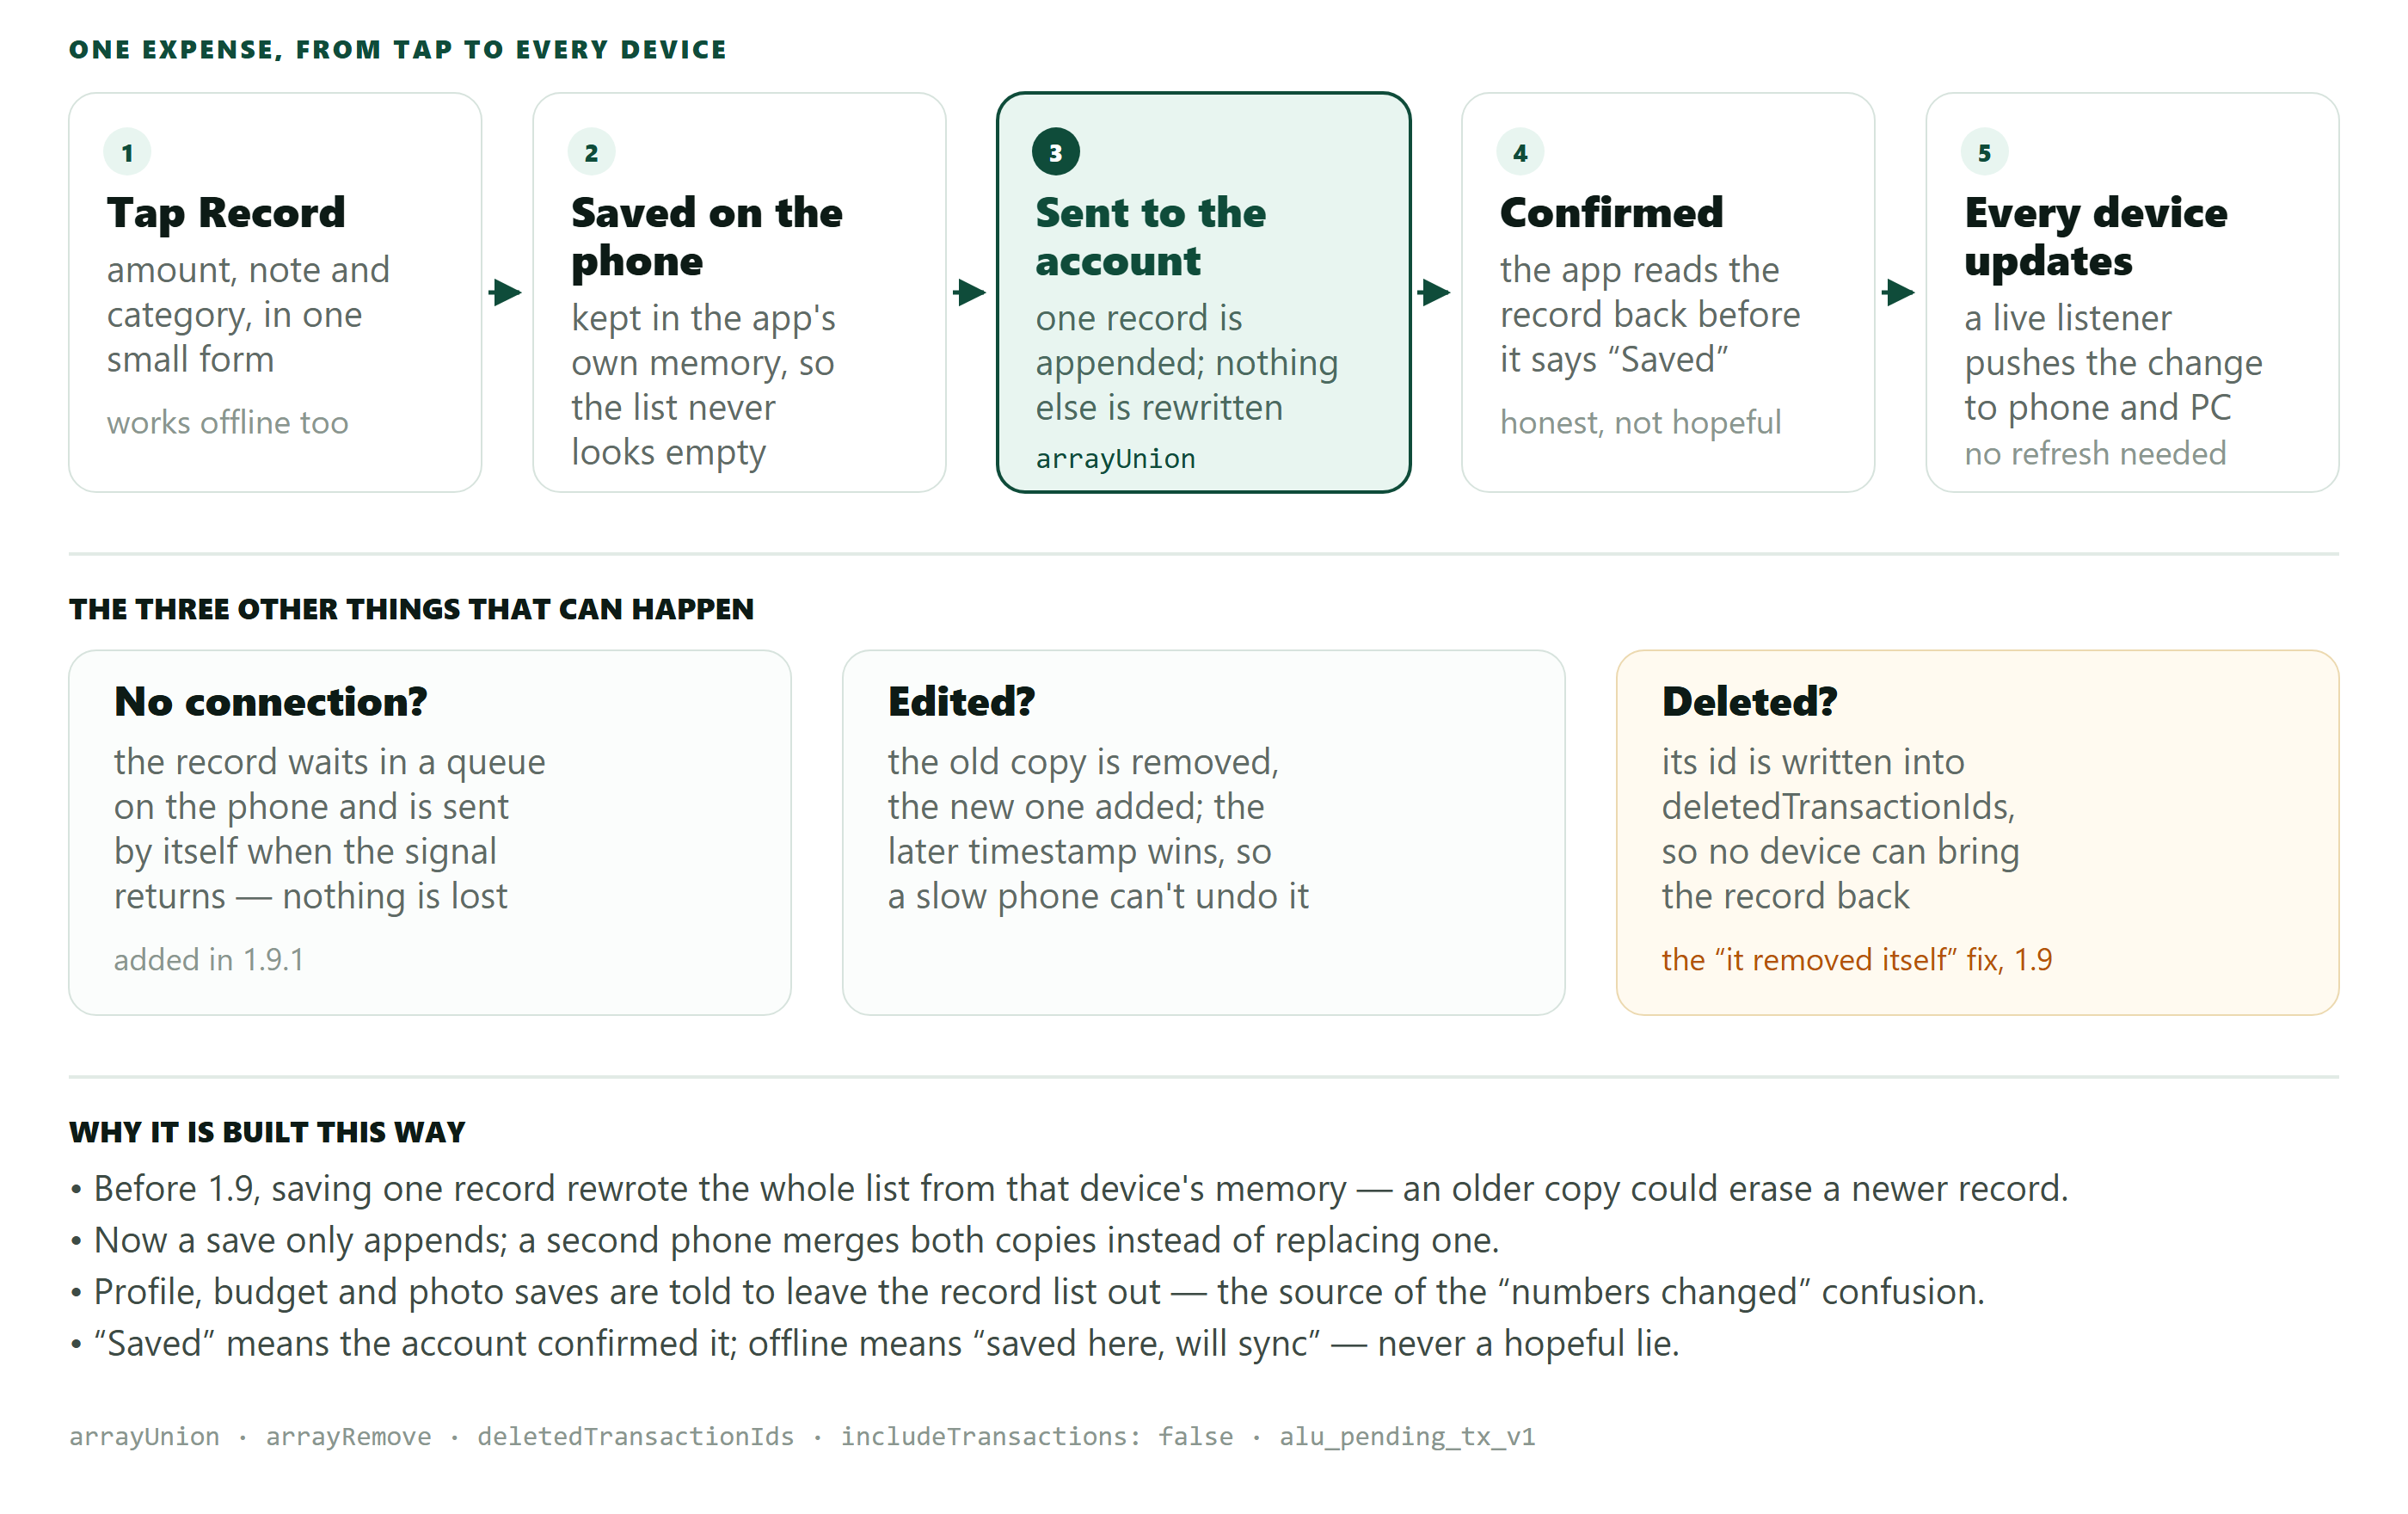 ONE EXPENSE, FROM TAP TO EVERY DEVICE
1
Tap Record
amount, note and
category, in one
small form
works offline too
2
Saved on the
phone
kept in the app's
own memory, so
the list never
looks empty
3
Sent to the
account
one record is
appended; nothing
else is rewritten
arrayUnion
4
Confirmed
the app reads the
record back before
it says “Saved”
honest, not hopeful
5
Every device
updates
a live listener
pushes the change
to phone and PC
no refresh needed
THE THREE OTHER THINGS THAT CAN HAPPEN
No connection?
the record waits in a queue
on the phone and is sent
by itself when the signal
returns — nothing is lost
added in 1.9.1
Edited?
the old copy is removed,
the new one added; the
later timestamp wins, so
a slow phone can't undo it
Deleted?
its id is written into
deletedTransactionIds,
so no device can bring
the record back
the “it removed itself” fix, 1.9
WHY IT IS BUILT THIS WAY
• Before 1.9, saving one record rewrote the whole list from that device's memory — an older copy could erase a newer record.
• Now a save only appends; a second phone merges both copies instead of replacing one.
• Profile, budget and photo saves are told to leave the record list out — the source of the “numbers changed” confusion.
• “Saved” means the account confirmed it; offline means “saved here, will sync” — never a hopeful lie.
arrayUnion · arrayRemove · deletedTransactionIds · includeTransactions: false · alu_pending_tx_v1